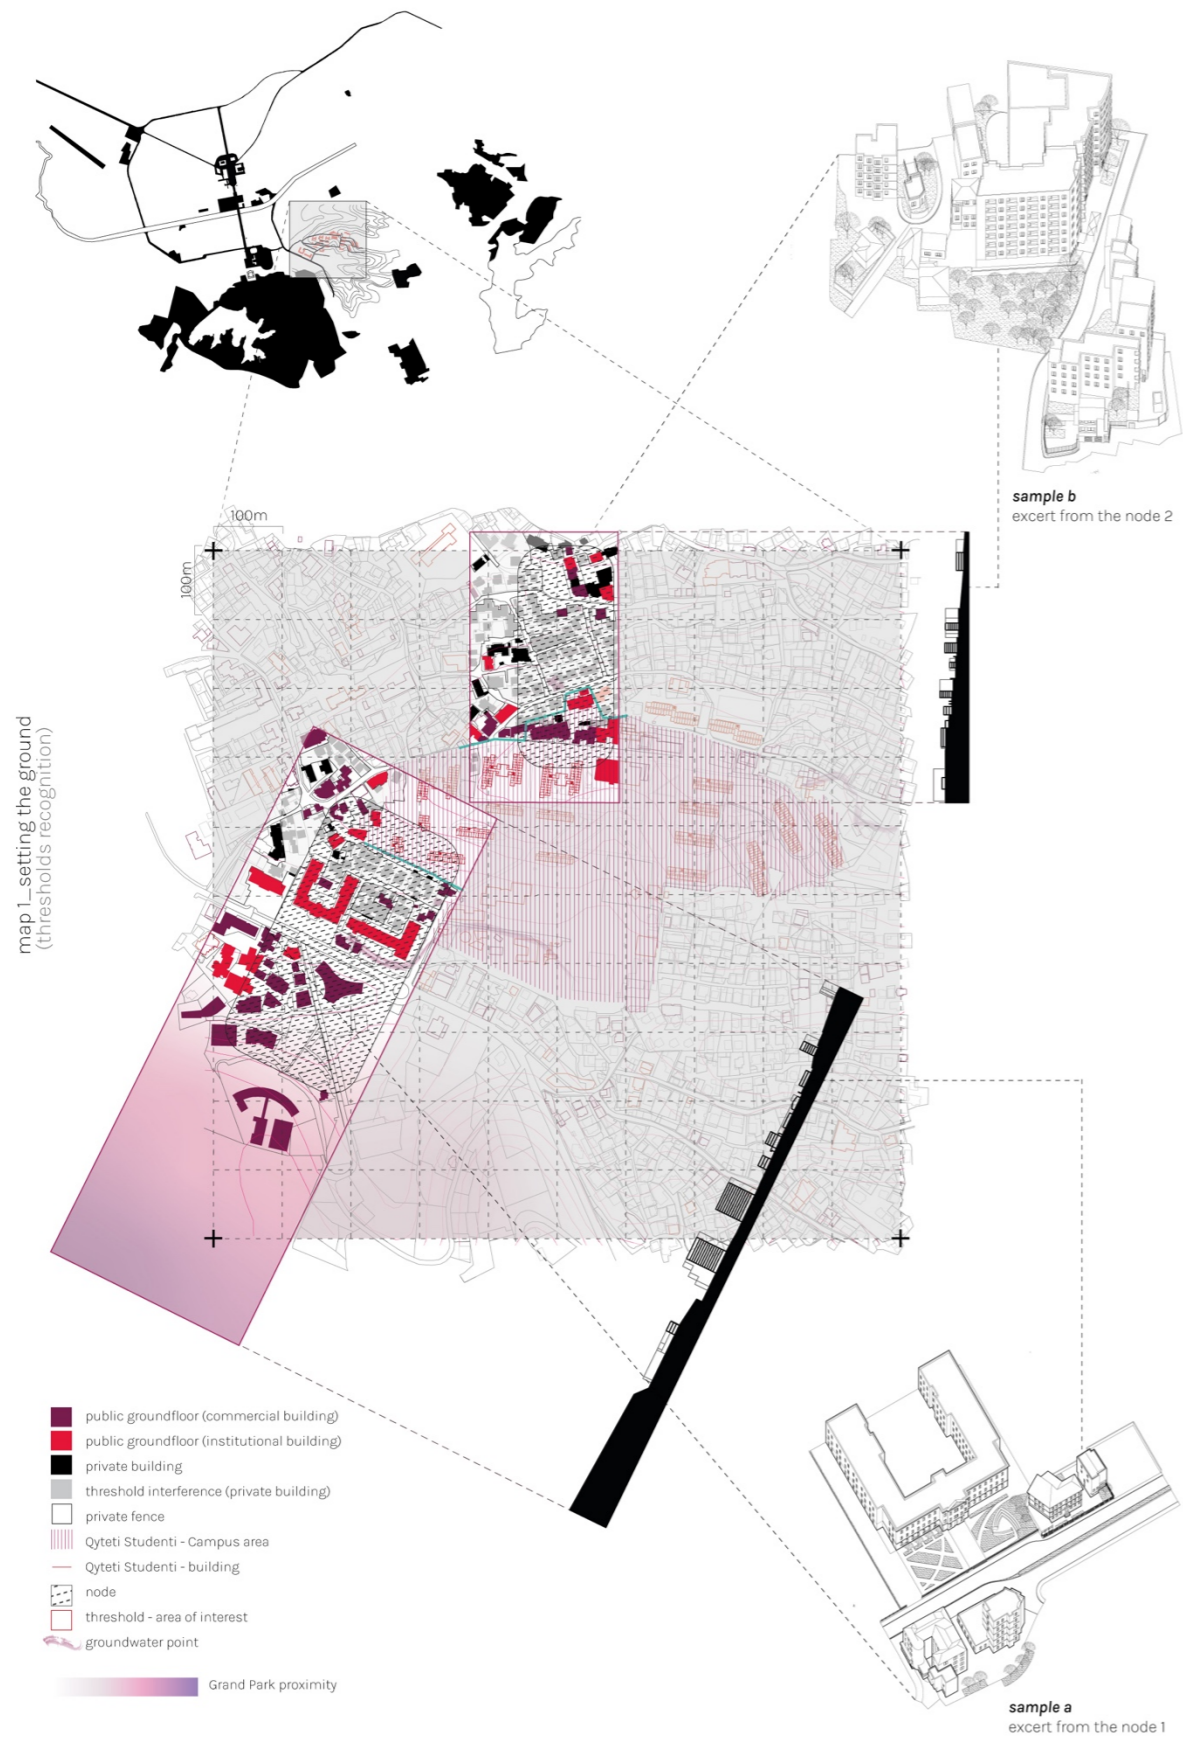 sample b
excert from the node 2
100m
100m
map 1_setting the ground
(thresholds recognition)
public groundfloor (commercial building)
public groundfloor (institutional building)
private building
threshold interference (private building)
private fence
Qyteti Studenti - Campus area
Qyteti Studenti - building
node
threshold - area of interest
groundwater point
Grand Park proximity
sample a
excert from the node 1